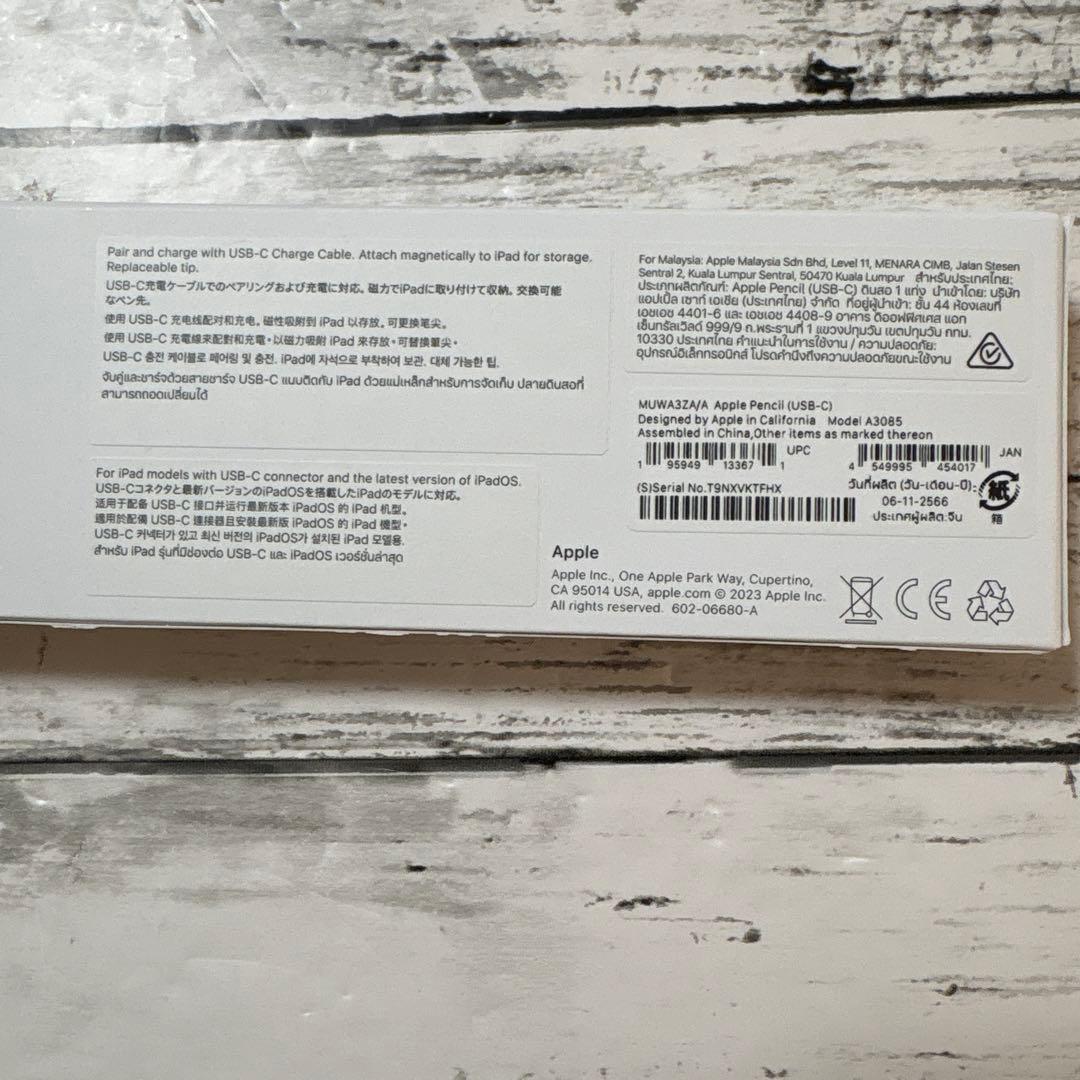 Pair and charge with USB-C Charge Cable. Attach magnetically to iPad for storage.
Replaceable tip.
USB-C充電ケーブルでのペアリングおよび充電に対応。磁力でiPadに取り付けて収納。交換可能
なペン先。
使用 USB-C 充电线配对和充电。磁性吸附到 iPad 以存放。可更换笔尖。
使用 USB-C 充電線來配對和充電。以磁力吸附 iPad 來存放。可替換筆尖。
USB-C 충전 케이블로 페어링 및 충전. iPad에 자석으로 부착하여 보관. 대체 가능한 팁.
จับคู่และชาร์จด้วยสายชาร์จ USB-C แนบติดกับ iPad ด้วยแม่เหล็กสำหรับการจัดเก็บ ปลายดินสอที่
สามารถถอดเปลี่ยนได้
For iPad models with USB-C connector and the latest version of iPadOS.
USB-Cコネクタと最新バージョンのiPadOSを搭載したiPadのモデルに対応。
适用于配备 USB-C 接口并运行最新版本 iPadOS 的 iPad 机型。
適用於配備 USB-C 連接器且安裝最新版 iPadOS 的 iPad 機型。
USB-C 커넥터가 있고 최신 버전의 iPadOS가 설치된 iPad 모델용.
สำหรับ iPad รุ่นที่มีช่องต่อ USB-C และ iPadOS เวอร์ชั่นล่าสุด
For Malaysia: Apple Malaysia Sdn Bhd, Level 11, MENARA CIMB, Jalan Stesen
Sentral 2, Kuala Lumpur Sentral, 50470 Kuala Lumpur สำหรับประเทศไทย:
ประเภทผลิตภัณฑ์: Apple Pencil (USB-C) ดินสอ 1 แท่ง นำเข้าโดย: บริษัท
แอปเปิ้ล เซาท์ เอเชีย (ประเทศไทย) จำกัด ที่อยู่ผู้นำเข้า: ชั้น 44 ห้องเลขที่
เอชเอช 4401-6 และ เอชเอช 4408-9 อาคาร ดิออฟฟิศเศส แอท
เซ็นทรัลเวิลด์ 999/9 ถ.พระรามที่ 1 แขวงปทุมวัน เขตปทุมวัน กทม.
10330 ประเทศไทย คำแนะนำในการใช้งาน / ความปลอดภัย:
อุปกรณ์อิเล็กทรอนิกส์ โปรดคำนึงถึงความปลอดภัยขณะใช้งาน
MUWA3ZA/A Apple Pencil (USB-C)
Designed by Apple in California Model A3085
Assembled in China,Other items as marked thereon
UPC
1 95949 13367 1
JAN
4 549995 454017
(S)Serial No.T9NXVKTFHX
วันที่ผลิต (วัน-เดือน-ปี):
06-11-2566
ประเทศผู้ผลิต:จีน
紙
箱
Apple
Apple Inc., One Apple Park Way, Cupertino,
CA 95014 USA, apple.com © 2023 Apple Inc.
All rights reserved. 602-06680-A
CE